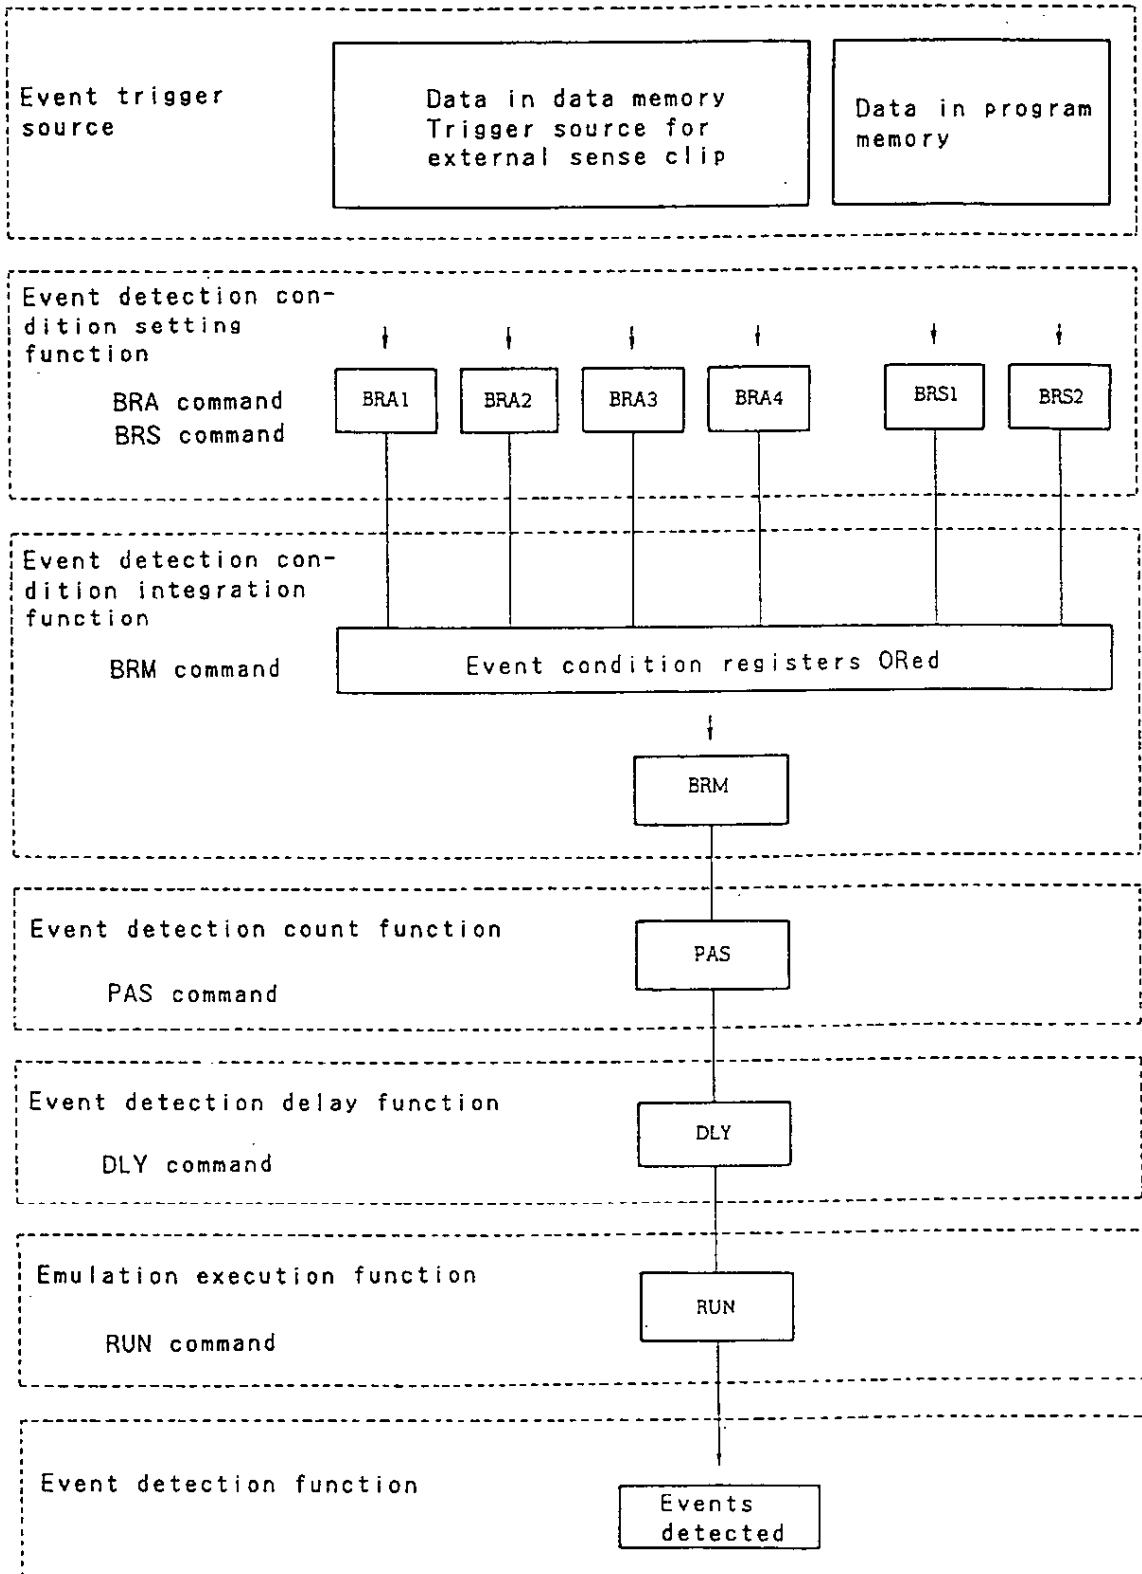 Event trigger
source
Data in data memory
Trigger source for
external sense clip
Data in program
memory
Event detection con-
dition setting
function
BRA command
BRS command
BRA1
BRA2
BRA3
BRA4
BRS1
BRS2
Event detection con-
dition integration
function
BRM command
Event condition registers ORed
BRM
Event detection count function
PAS command
PAS
Event detection delay function
DLY command
DLY
Emulation execution function
RUN command
RUN
Event detection function
Events
detected